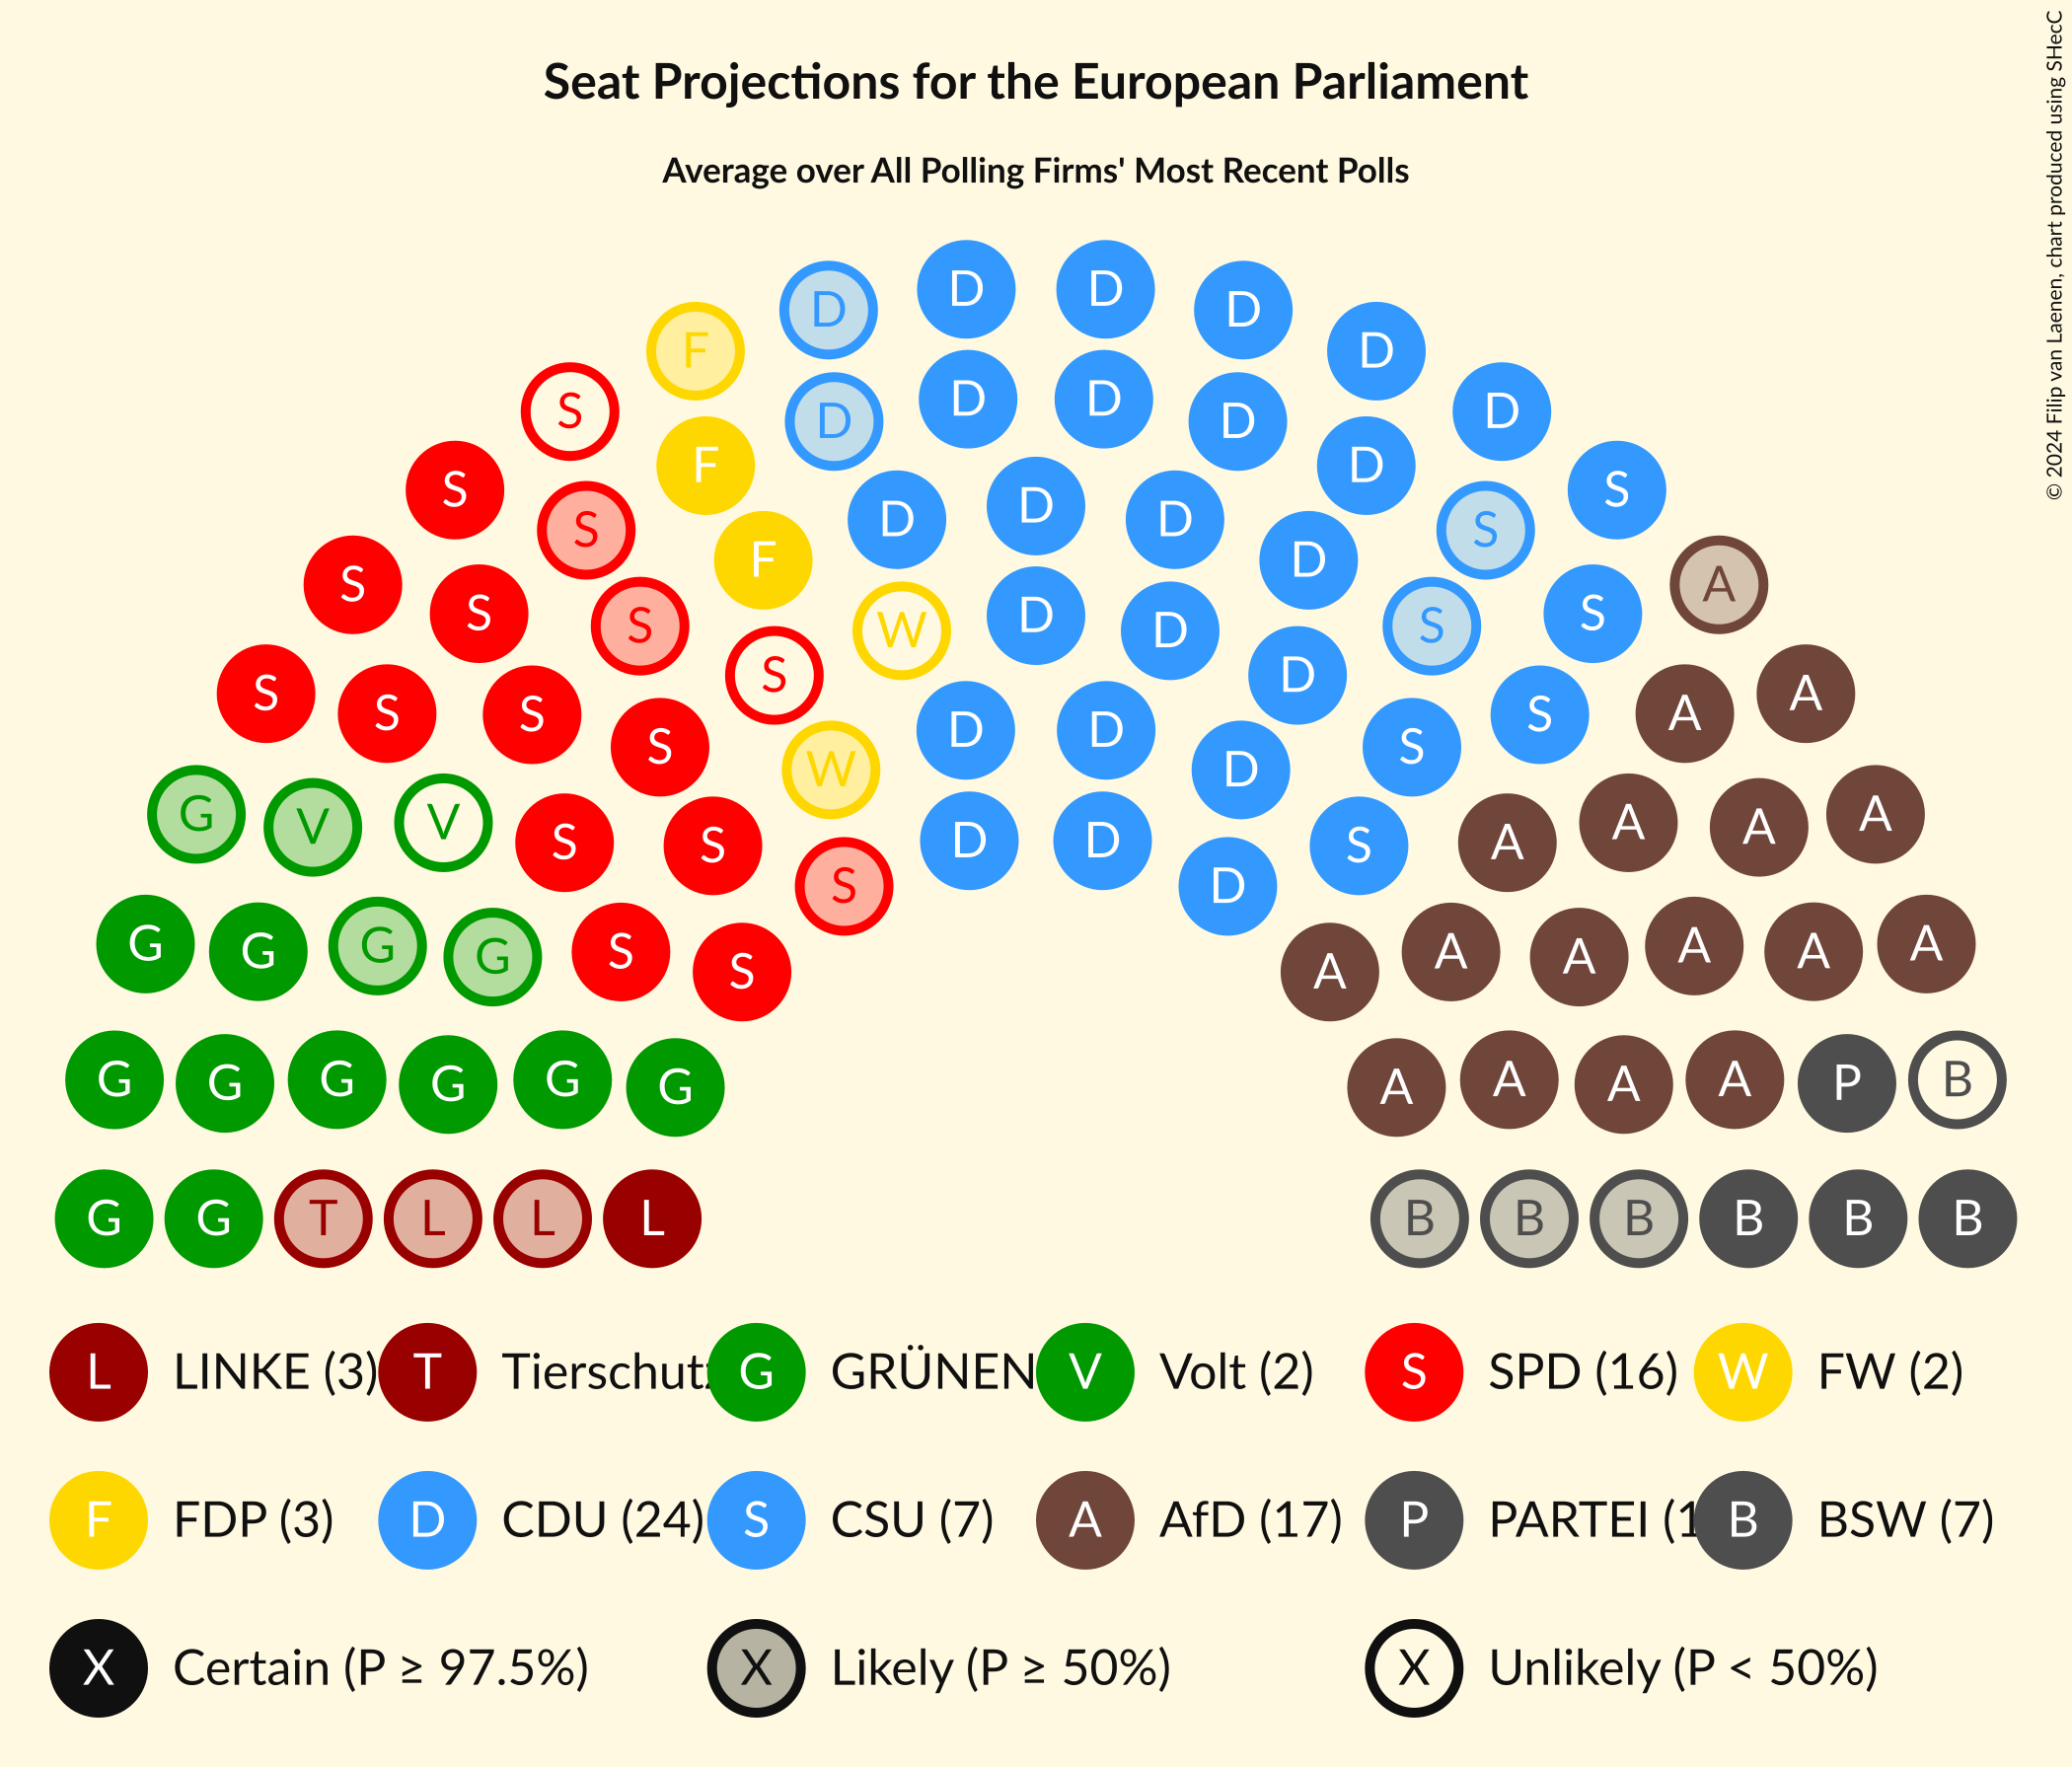 Seat Projections for the European Parliament
Average over All Polling Firms' Most Recent Polls
© 2024 Filip van Laenen, chart produced using SHecC
D D D D
F D
S D D D D D
F D
S D D D S
S S
F D
S A
S S W D D S S
S D
S A
S S D D S A
S S
G V V W D A A A
S S D D S A
S D
G G G G S S A A A A A A
G G G G G G A A A A P B
G G T L L L B B B B B B
L LINKE (3) T Tierschutz G GRÜNEN V Volt (2) S SPD (16) W FW (2)
F FDP (3) D CDU (24) S CSU (7) A AfD (17) P PARTEI (1 B BSW (7)
X Certain (P ≥ 97.5%) X Likely (P ≥ 50%) X Unlikely (P < 50%)